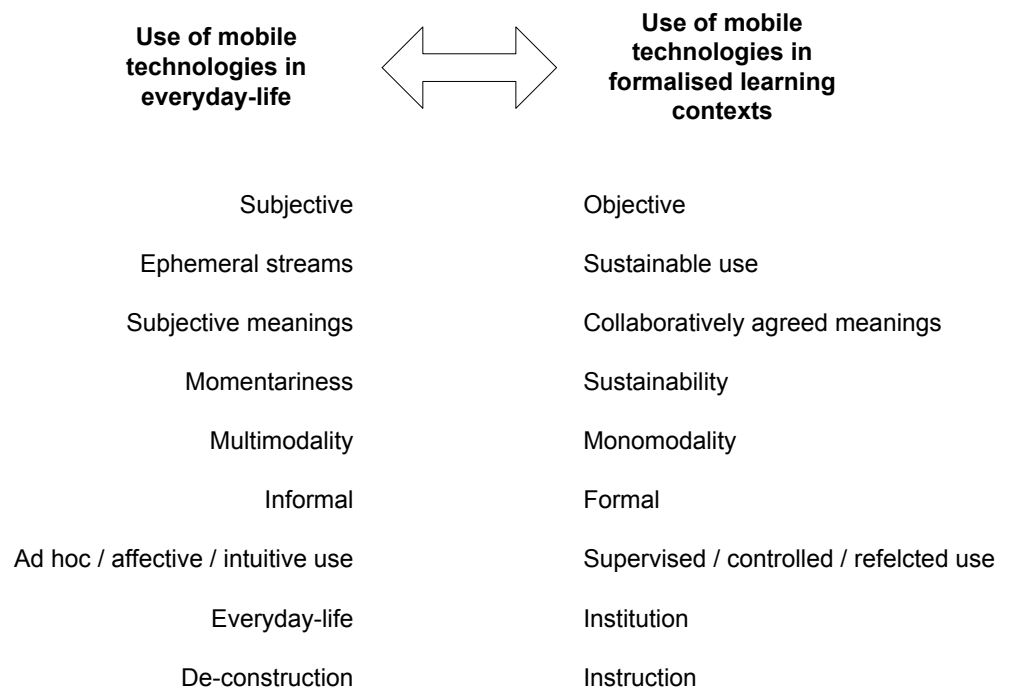 Use of mobile
technologies in
everyday-life
Use of mobile
technologies in
formalised learning
contexts
Subjective
Objective
Ephemeral streams
Sustainable use
Subjective meanings
Collaboratively agreed meanings
Momentariness
Sustainability
Multimodality
Monomodality
Informal
Formal
Ad hoc / affective / intuitive use
Supervised / controlled / refelcted use
Everyday-life
Institution
De-construction
Instruction